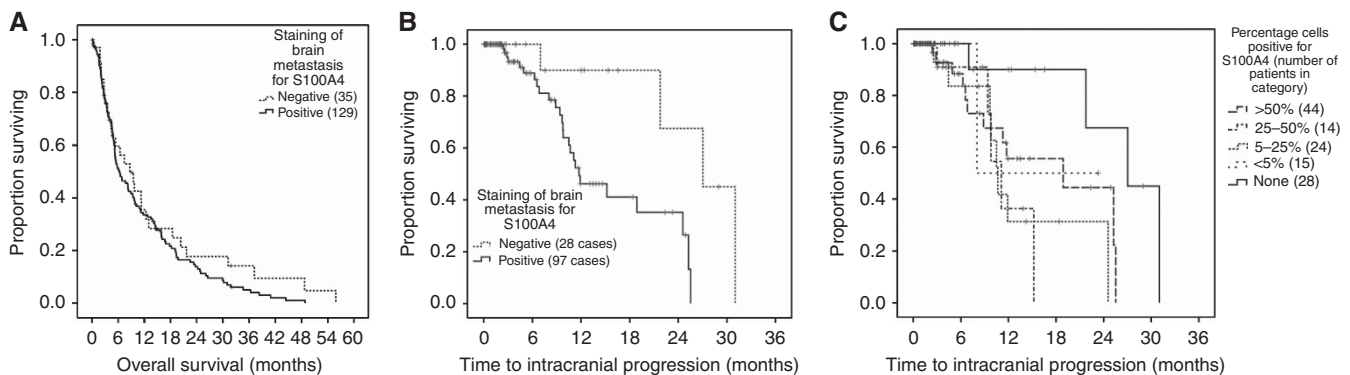 A
Proportion surviving
1.0
0.8
0.6
0.4
0.2
0.0
Staining of
brain
metastasis
for S100A4
Negative (35)
Positive (129)
0 6 12 18 24 30 36 42 48 54 60
Overall survival (months)
B
Proportion surviving
1.0
0.8
0.6
0.4
0.2
0.0
Staining of brain
metastasis for
S100A4
Negative (28 cases)
Positive (97 cases)
0 6 12 18 24 30 36
Time to intracranial progression (months)
C
Proportion surviving
1.0
0.8
0.6
0.4
0.2
0.0
0 6 12 18 24 30 36
Time to intracranial progression (months)
Percentage cells
positive for
S100A4 (number of
patients in
category)
>50% (44)
25–50% (14)
5–25% (24)
<5% (15)
None (28)